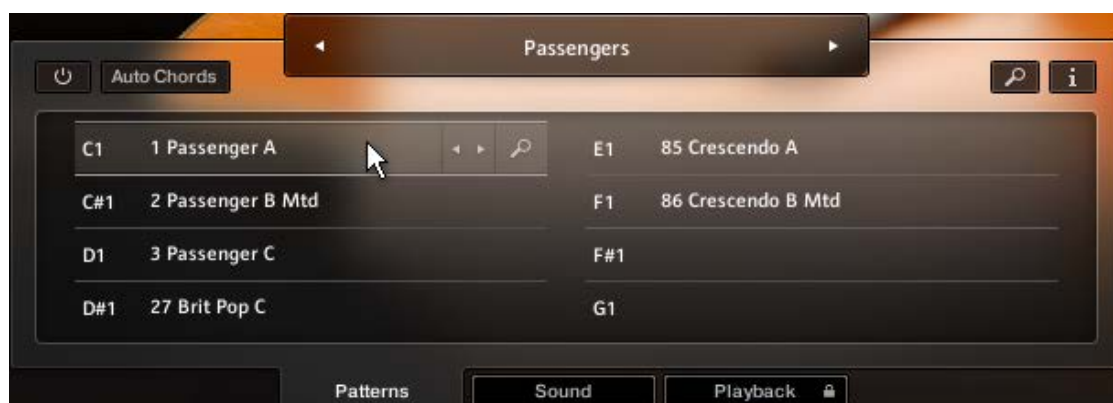 Passengers
Auto Chords
i
C1 1 Passenger A
C#1 2 Passenger B Mtd
D1 3 Passenger C
D#1 27 Brit Pop C
E1 85 Crescendo A
F1 86 Crescendo B Mtd
F#1
G1
Patterns
Sound
Playback